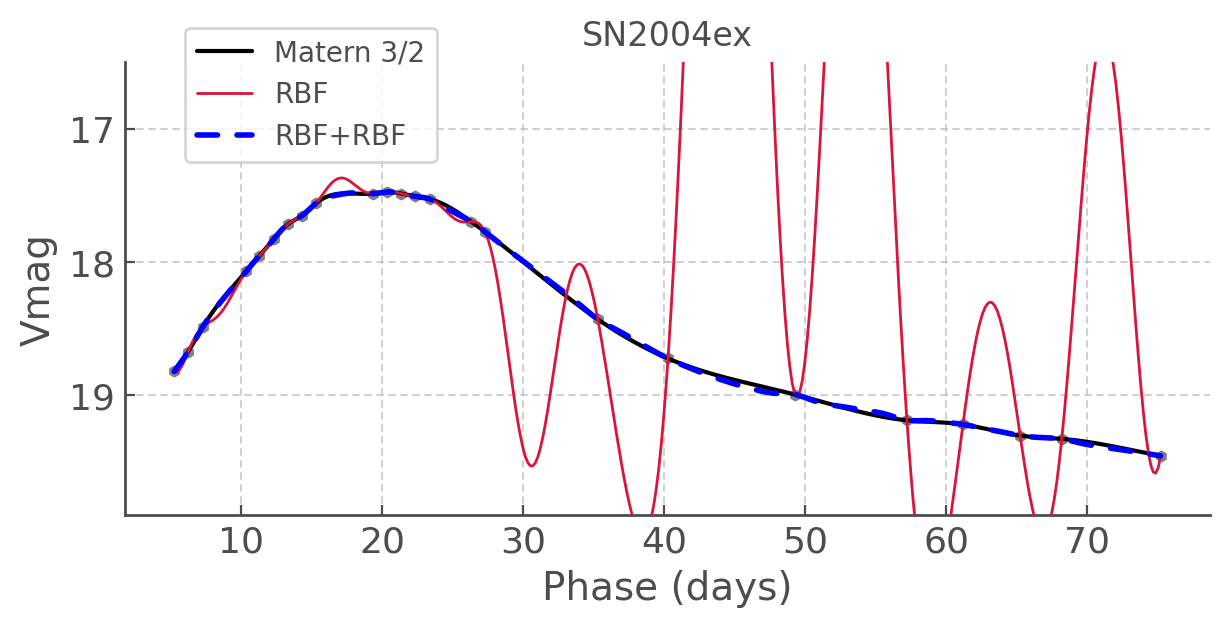 SN2004ex
Matern 3/2
RBF
RBF+RBF
17
18
19
Vmag
10 20 30 40 50 60 70
Phase (days)